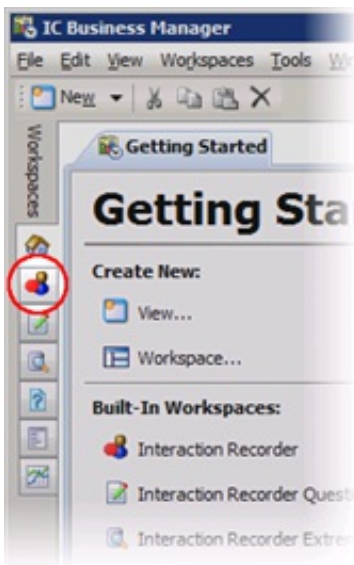 IC Business Manager
File Edit View Workspaces Tools
New
Workspaces
Getting Started
Getting Sta
Create New:
View...
Workspace...
Built-In Workspaces:
Interaction Recorder
Interaction Recorder Questi
Interaction Recorder Extrem